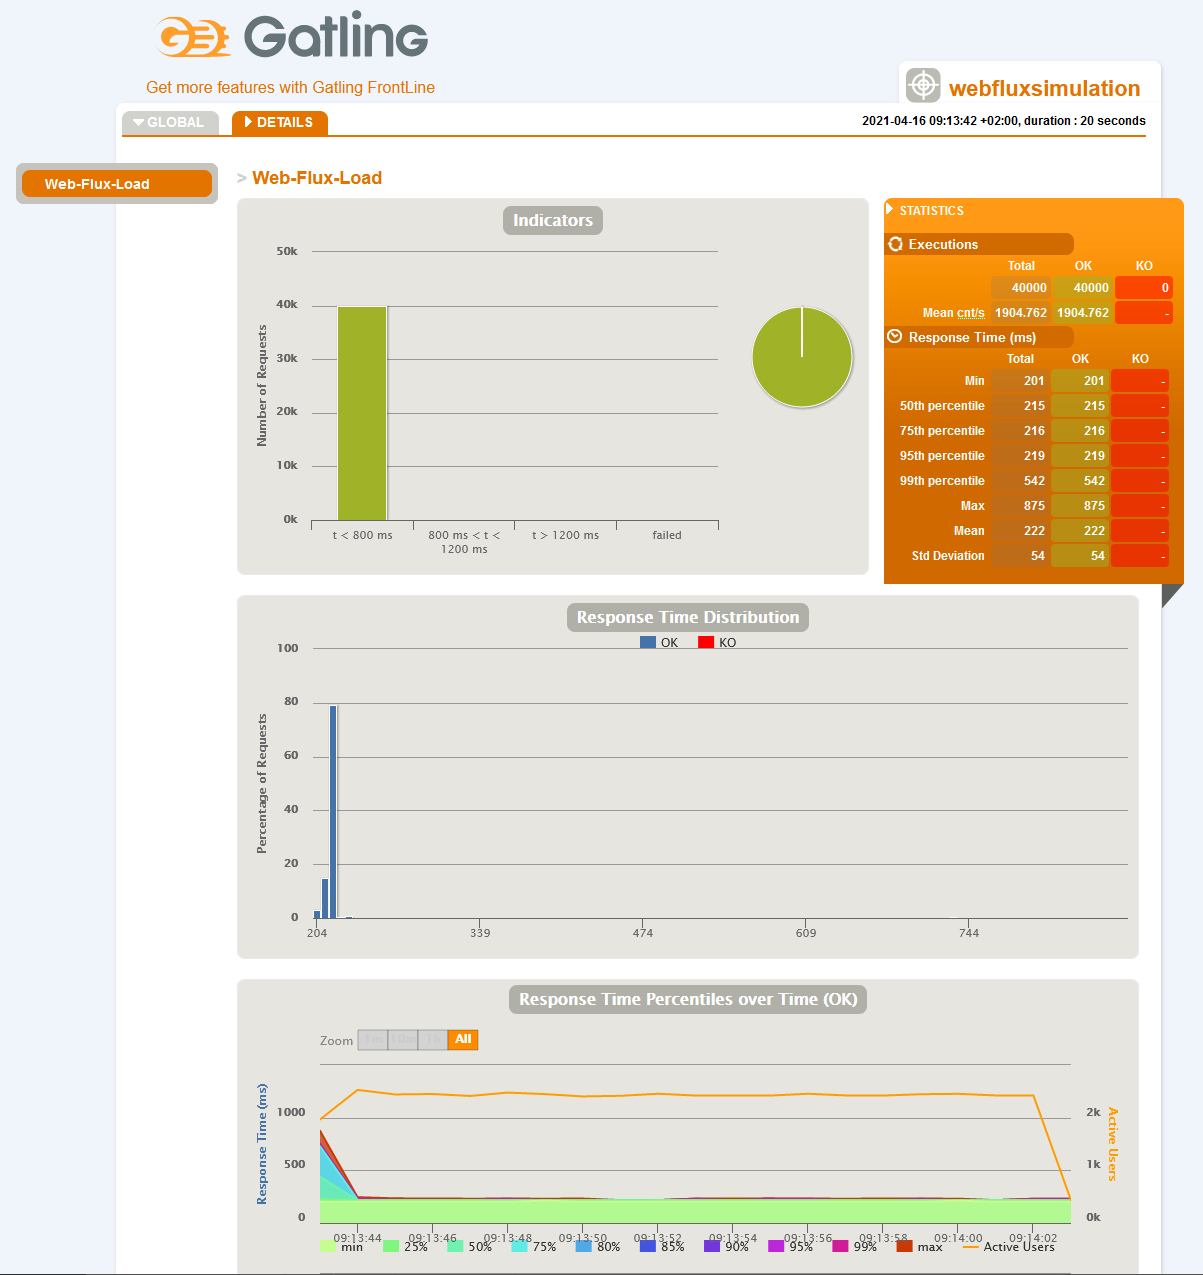 Gatling
Get more features with Gatling FrontLine
webfluxsimulation
GLOBAL
DETAILS
2021-04-16 09:13:42 +02:00, duration : 20 seconds
Web-Flux-Load
> Web-Flux-Load
Indicators
Number of Requests
50k
40k
30k
20k
10k
0k
t < 800 ms
800 ms < t <
1200 ms
t > 1200 ms
failed
STATISTICS
Executions
Total OK KO
40000 40000 0
Mean cnt/s 1904.762 1904.762 -
Response Time (ms)
Total OK KO
Min 201 201 -
50th percentile 215 215 -
75th percentile 216 216 -
95th percentile 219 219 -
99th percentile 542 542 -
Max 875 875 -
Mean 222 222 -
Std Deviation 54 54 -
Response Time Distribution
OK KO
Percentage of Requests
100
80
60
40
20
0
204 339 474 609 744
Response Time Percentiles over Time (OK)
Zoom 1m 10m 1h All
Response Time (ms)
1000
500
0
2k
1k
0k
Active Users
09:13:44 09:13:46 09:13:48 09:13:50 09:13:52 09:13:54 09:13:56 09:13:58 09:14:00 09:14:02
min 25% 50% 75% 80% 85% 90% 95% 99% max Active Users